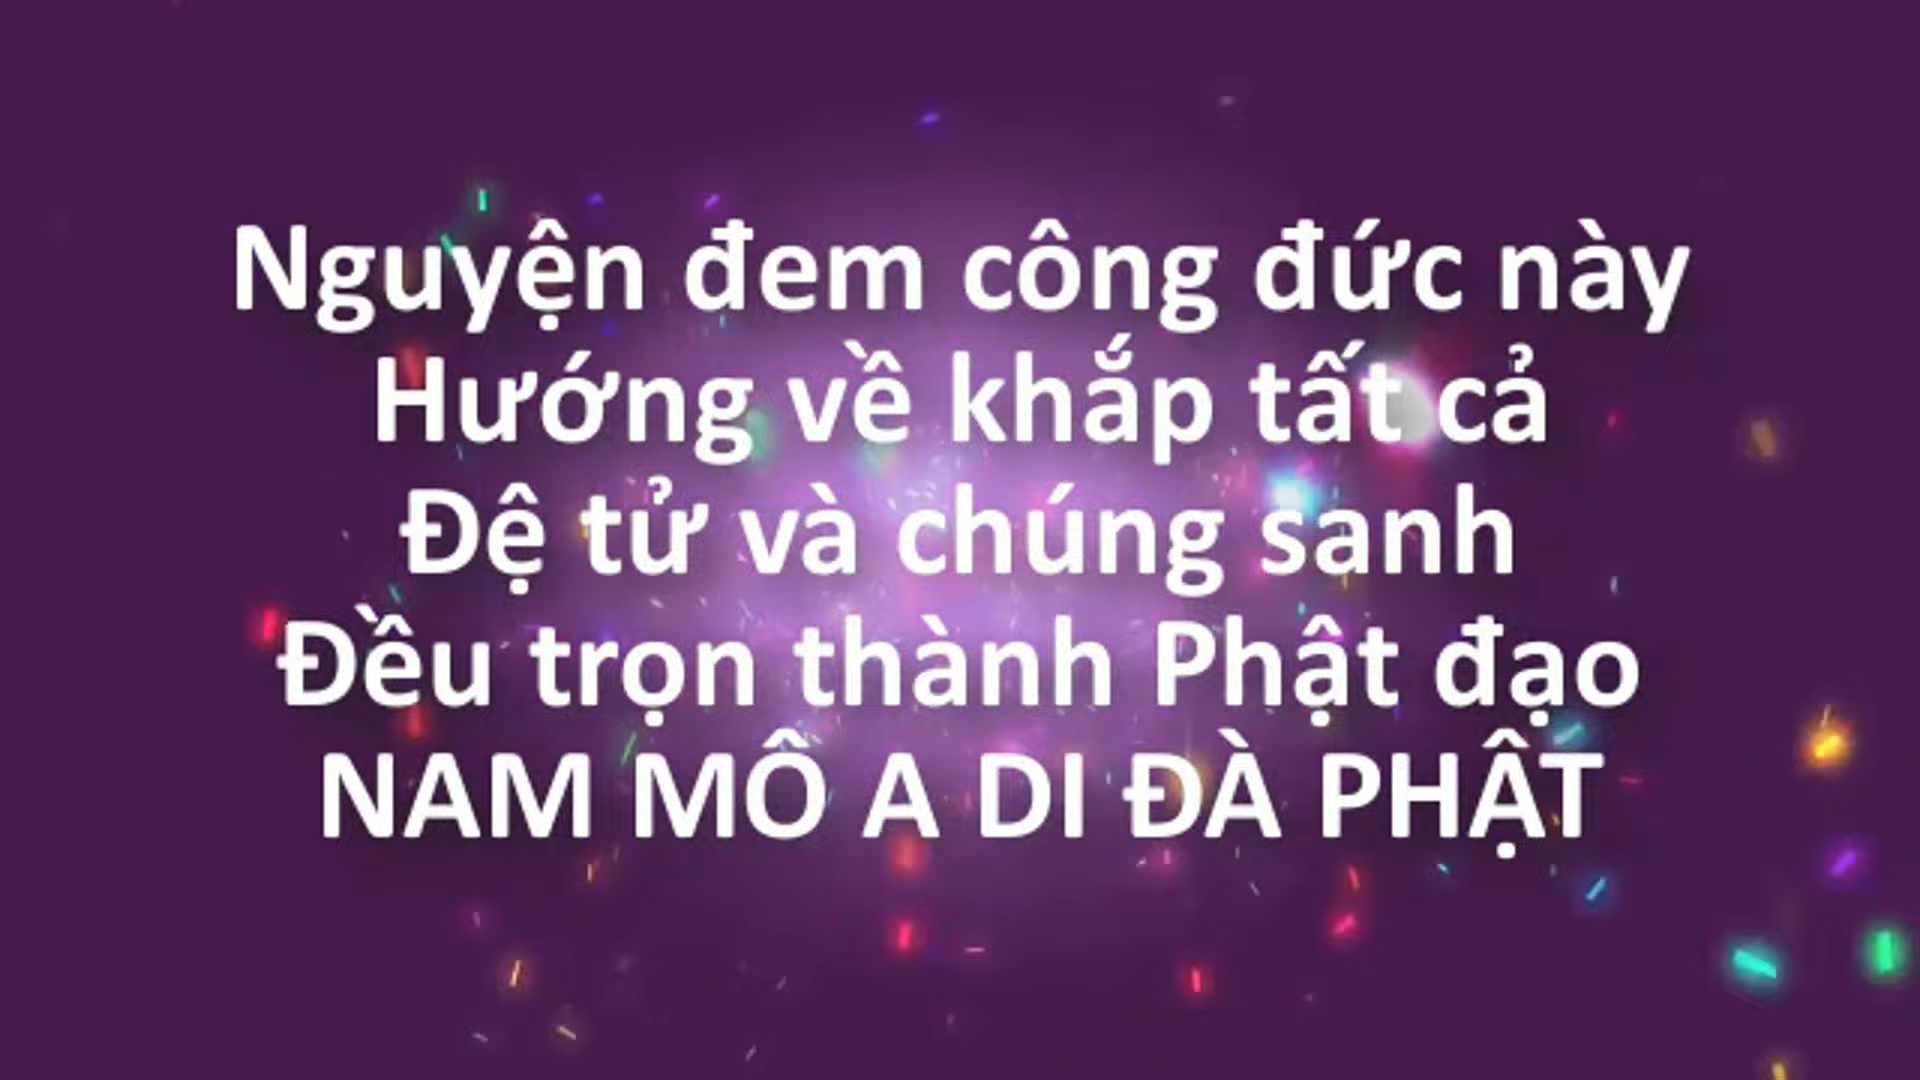 Nguyện đem công đức này
Hướng về khắp tất cả
Đệ tử và chúng sanh
Đều trọn thành Phật đạo
NAM MÔ A DI ĐÀ PHẬT